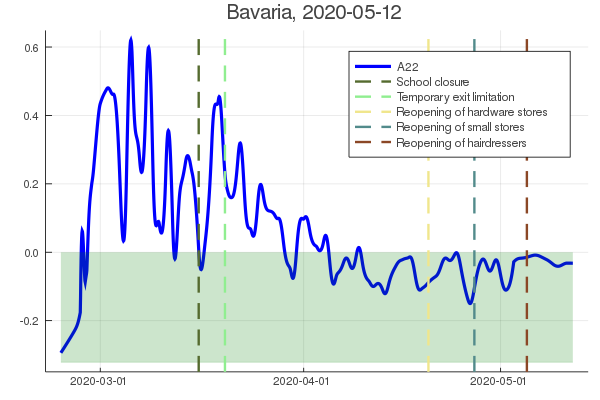 Bavaria, 2020-05-12
0.6
0.4
0.2
0.0
-0.2
A22
School closure
Temporary exit limitation
Reopening of hardware stores
Reopening of small stores
Reopening of hairdressers
2020-03-01 2020-04-01 2020-05-01